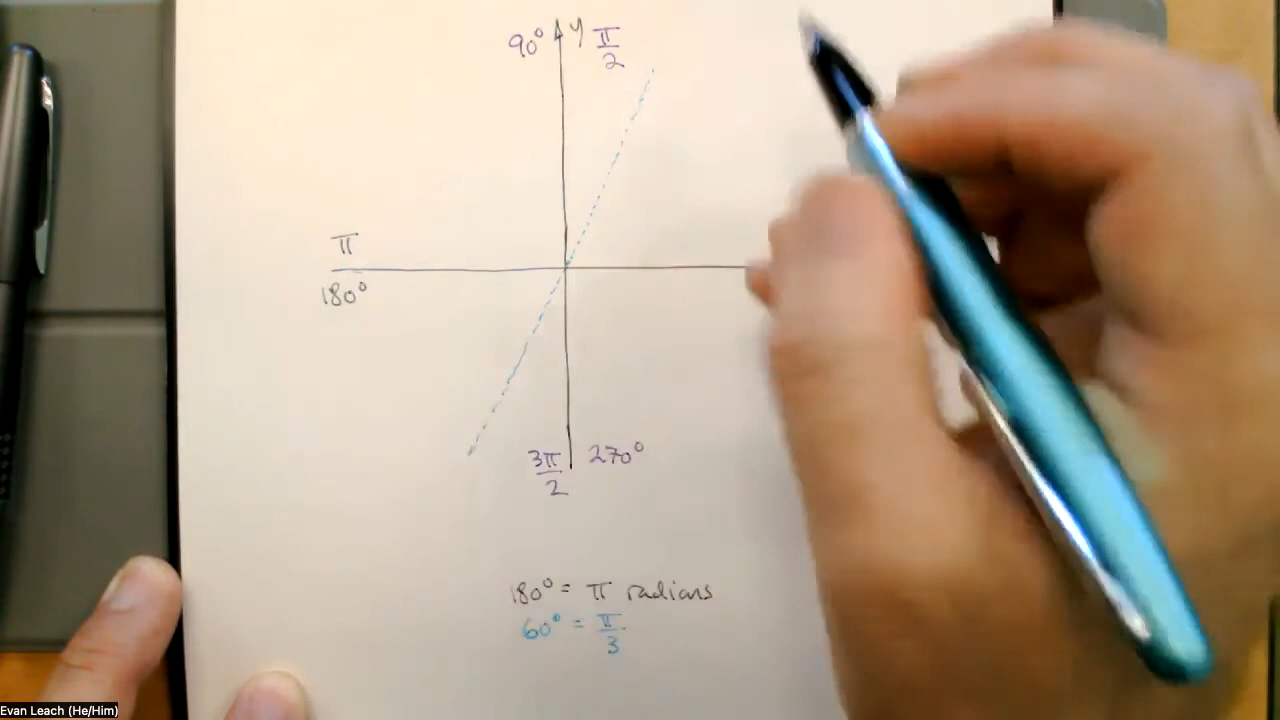 90° y π/2
π
180°
3π/2 270°
180° = π radians
60° = π/3
Evan Leach (He/Him)